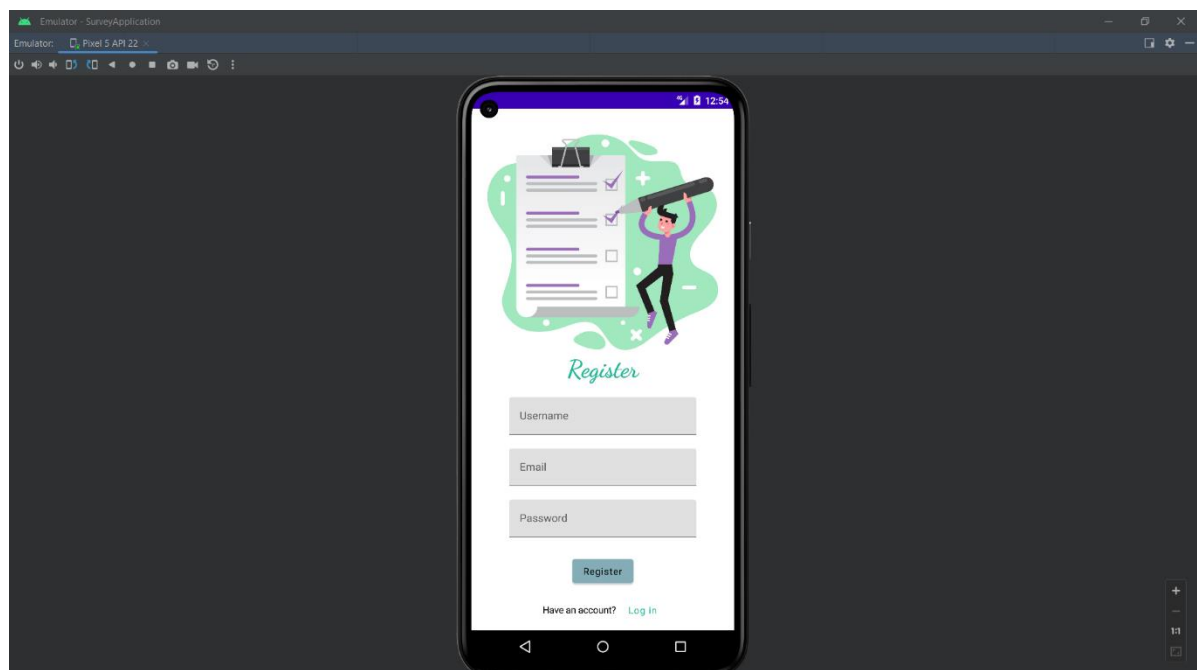 Emulator - SurveyApplication
Emulator: Pixel 5 API 22
4G 12:54
Register
Username
Email
Password
Register
Have an account? Log in
1:1